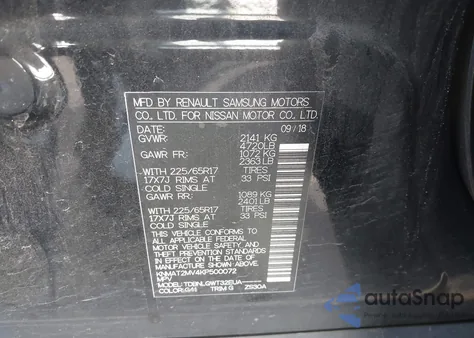 MFD BY RENAULT SAMSUNG MOTORS
CO. LTD. FOR NISSAN MOTOR CO. LTD.
DATE: 09/18
GVWR: 2141 KG
4720LB
GAWR FR: 1072 KG
2363LB
WITH 225/65R17 TIRES
17X7J RIMS AT 33 PSI
COLD SINGLE
GAWR RR: 1089 KG
2401 LB
WITH 225/65R17 TIRES
17X7J RIMS AT 33 PSI
COLD SINGLE
THIS VEHICLE CONFORMS TO
ALL APPLICABLE FEDERAL
MOTOR VEHICLE SAFETY AND
THEFT PREVENTION STANDARDS
IN EFFECT ON THE DATE OF
MANUFACTURE SHOWN ABOVE
KNMAT2MV4KP500072
MPV
MODEL:TDBNLGWT32EUA
COLOR:GAII TRIM:G ZS30A
autoSnap